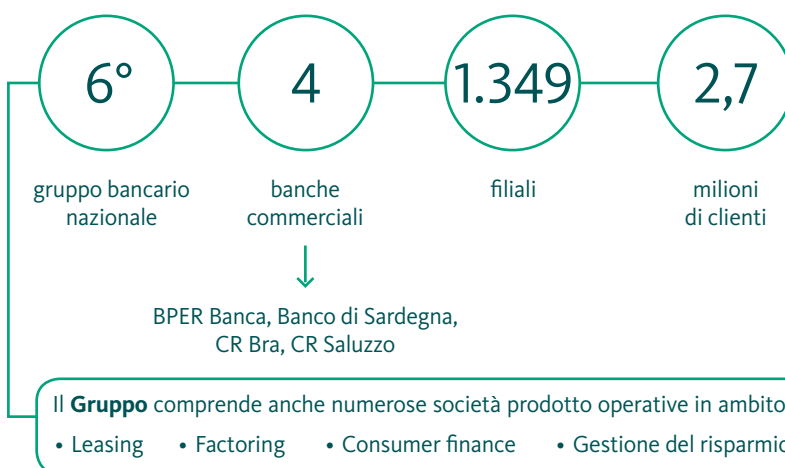 6°
4
1.349
2,7
gruppo bancario
nazionale
banche
commerciali
filiali
milioni
di clienti
BPER Banca, Banco di Sardegna,
CR Bra, CR Saluzzo
Il Gruppo comprende anche numerose società prodotto operative in ambito
• Leasing • Factoring • Consumer finance • Gestione del